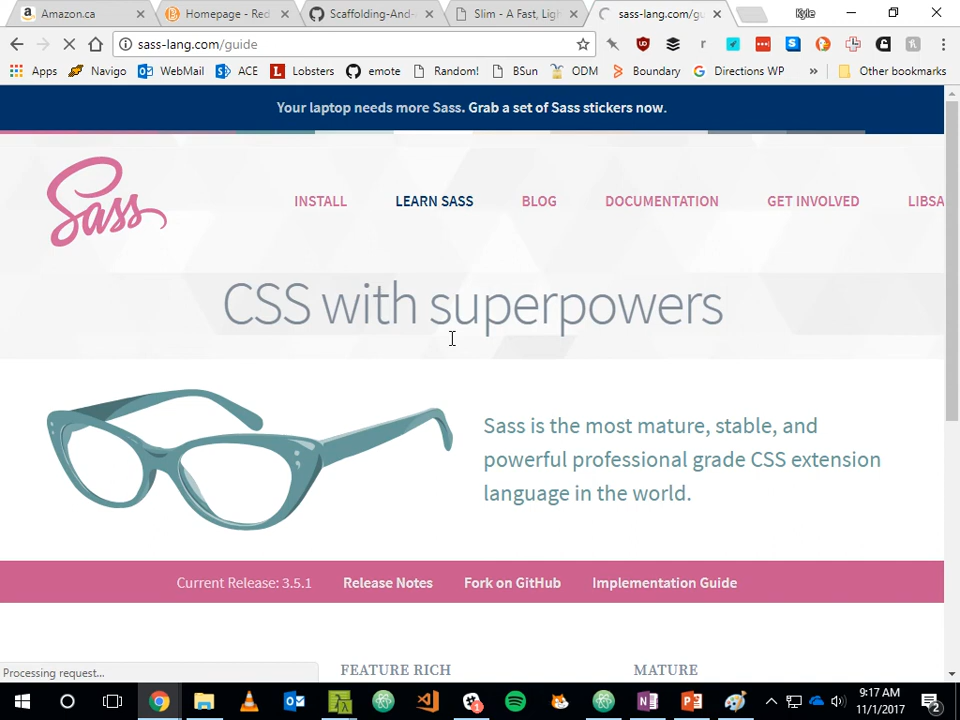 Amazon.ca
Homepage - Red
Scaffolding-And-
Slim - A Fast, Ligh
sass-lang.com/gu
Kyle
sass-lang.com/guide
Apps
Navigo
WebMail
ACE
Lobsters
emote
Random!
BSun
ODM
Boundary
Directions WP
»
Other bookmarks
Your laptop needs more Sass. Grab a set of Sass stickers now.
Sass
INSTALL
LEARN SASS
BLOG
DOCUMENTATION
GET INVOLVED
LIBSA
CSS with superpowers
Sass is the most mature, stable, and
powerful professional grade CSS extension
language in the world.
Current Release: 3.5.1
Release Notes
Fork on GitHub
Implementation Guide
FEATURE RICH
MATURE
Processing request...
9:17 AM
11/1/2017
2